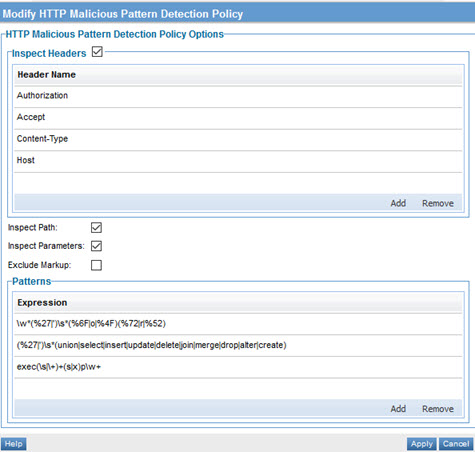 Modify HTTP Malicious Pattern Detection Policy
HTTP Malicious Pattern Detection Policy Options
Inspect Headers
Header Name
Authorization
Accept
Content-Type
Host
Add Remove
Inspect Path:
Inspect Parameters:
Exclude Markup:
Patterns
Expression
\w*(%27|')\s*(%6F|o|%4F)(%72|r|%52)
(%27|')\s*(union|select|insert|update|delete|join|merge|drop|alter|create)
exec(\s|\+)+(s|x)p\w+
Add Remove
Help Apply Cancel